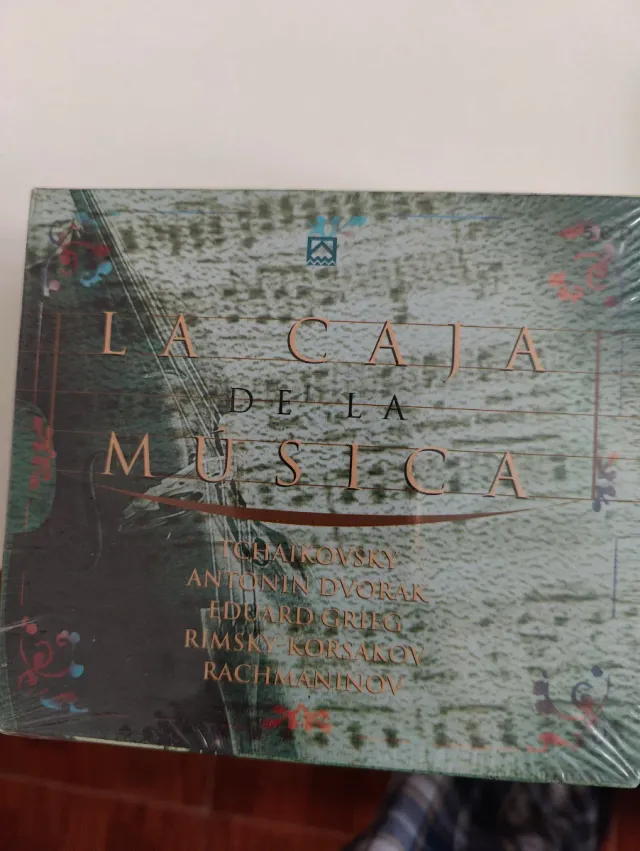 LA CAJA
DE LA
MÚSICA
TCHAIKOVSKY
ANTONIN DVORAK
EDUARD GRIEG
RIMSKY-KORSAKOV
RACHMANINOV